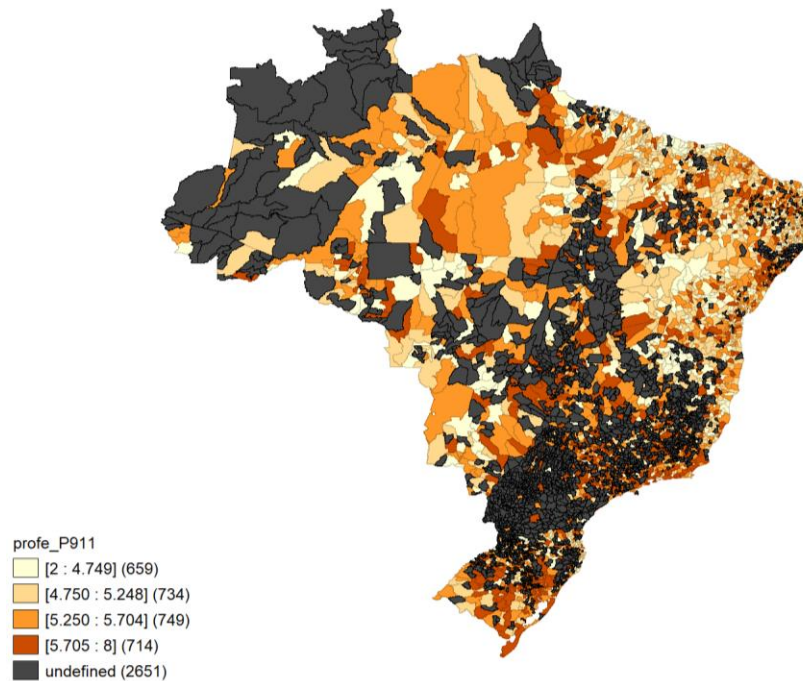 profe_P911
[2 : 4.749] (659)
[4.750 : 5.248] (734)
[5.250 : 5.704] (749)
[5.705 : 8] (714)
undefined (2651)